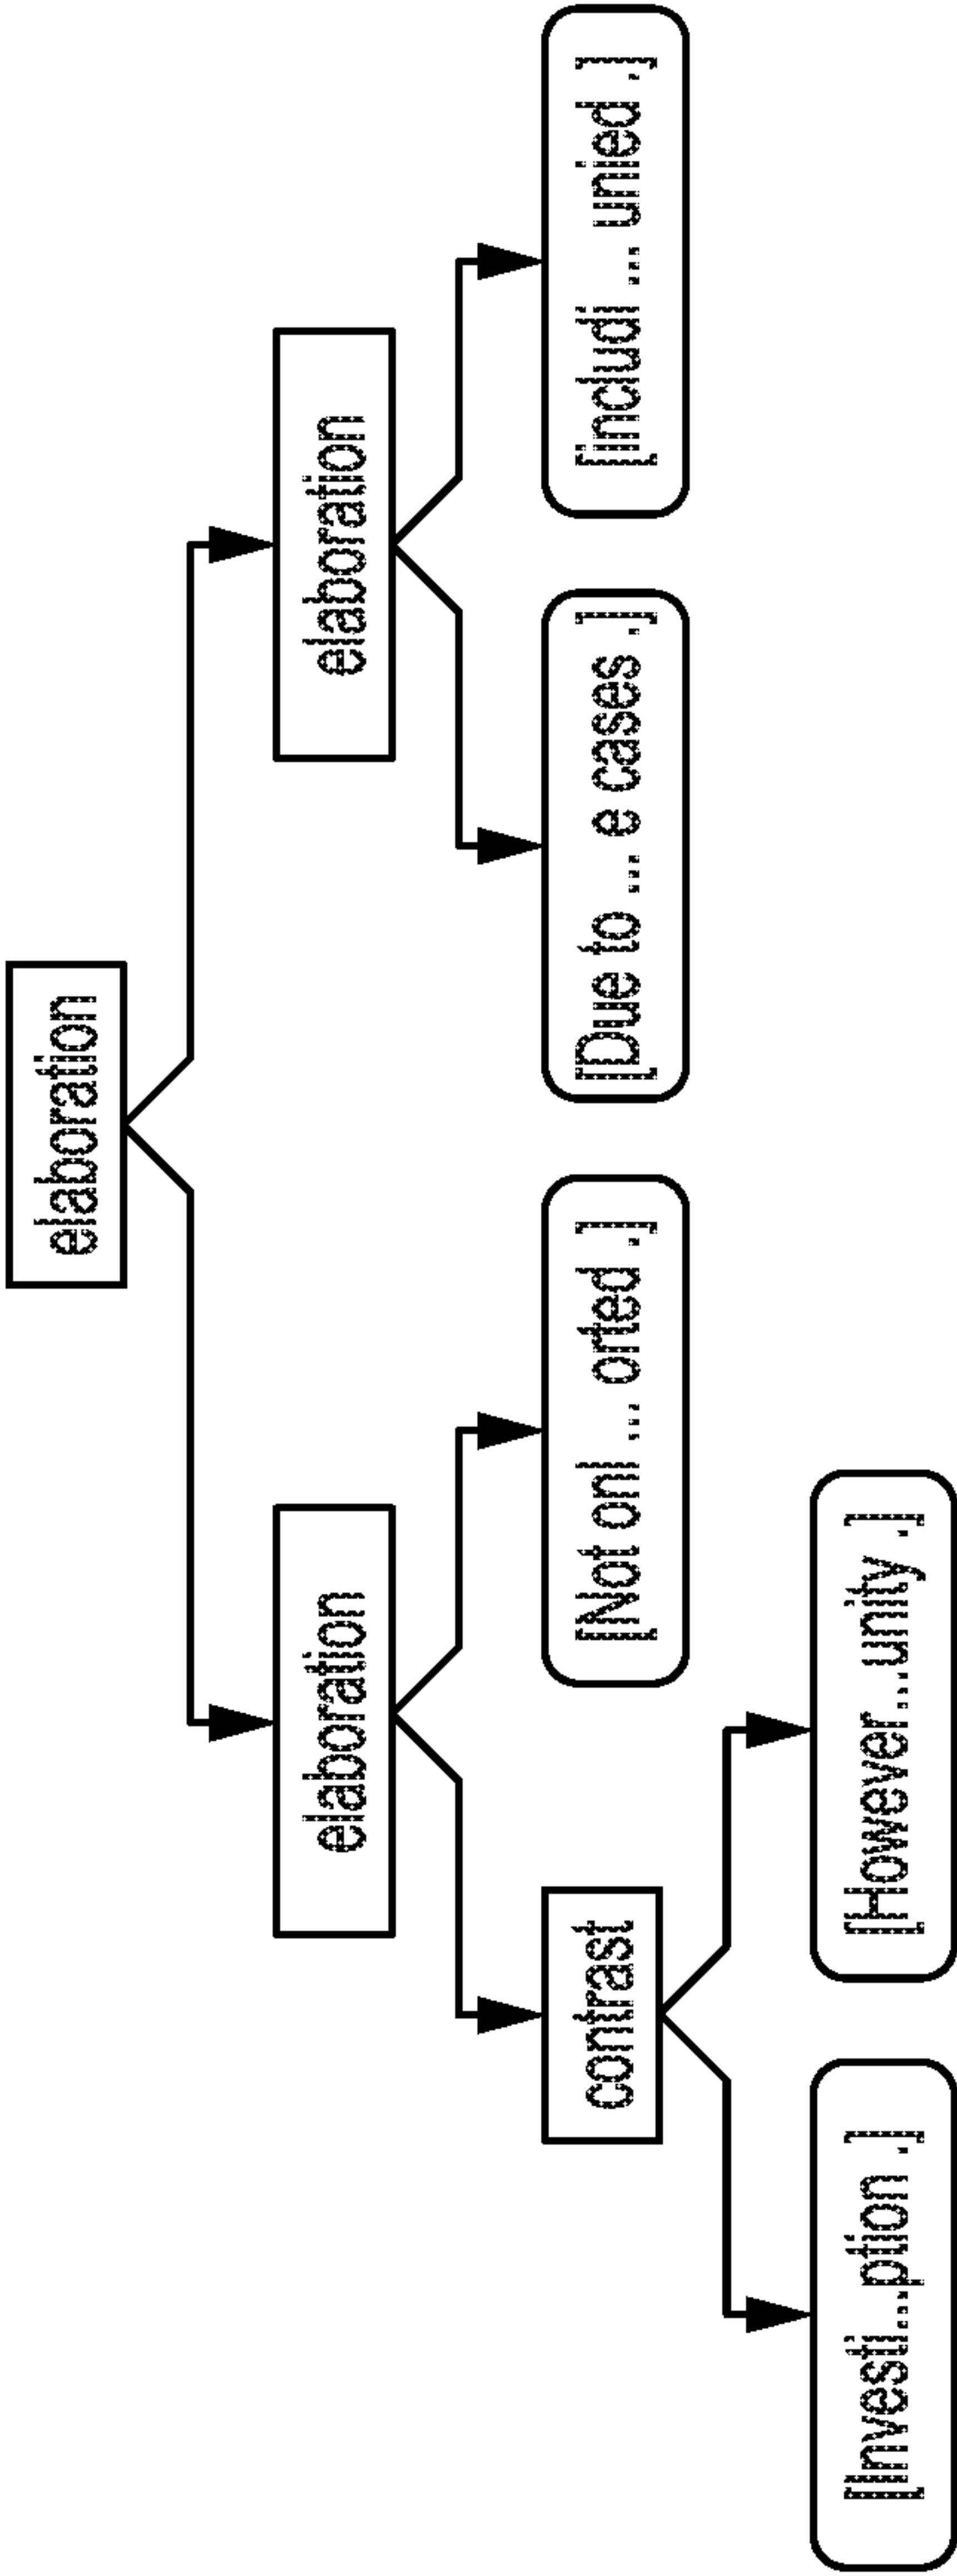 elaboration
elaboration
elaboration
contrast
[Not onl ... orted .]
[Due to ... e cases .]
[includi ... unied .]
[Investi...ption .]
[However...unity .]